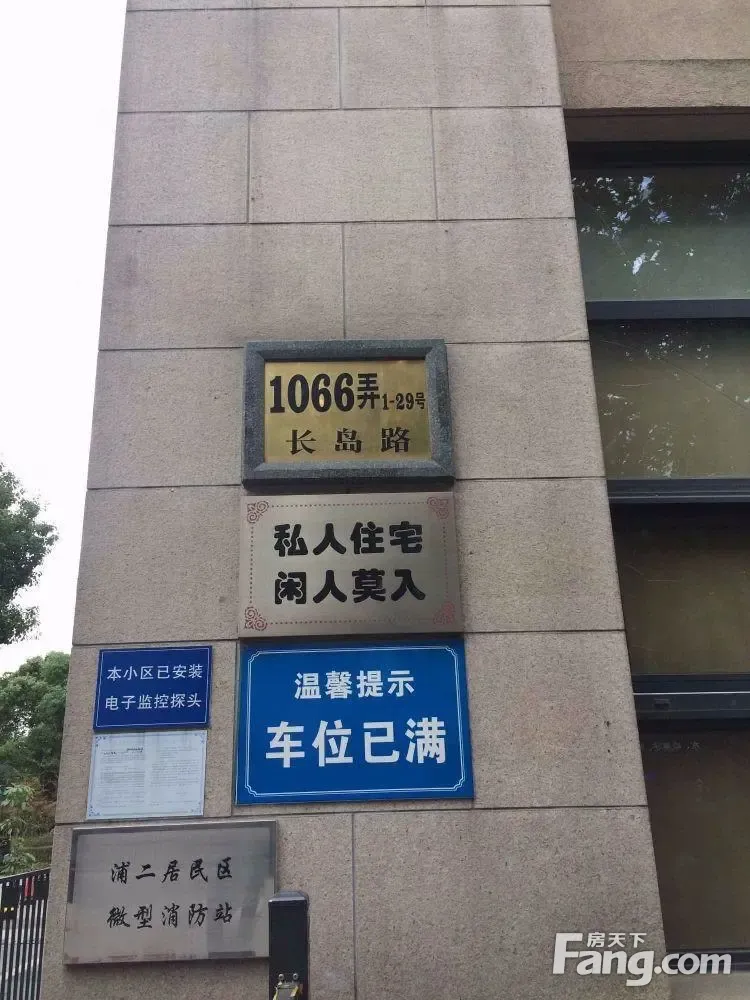 1066弄1-29号
长岛路
私人住宅
闲人莫入
本小区已安装
电子监控探头
温馨提示
车位已满
浦二居民区
微型消防站
房天下
Fang.com